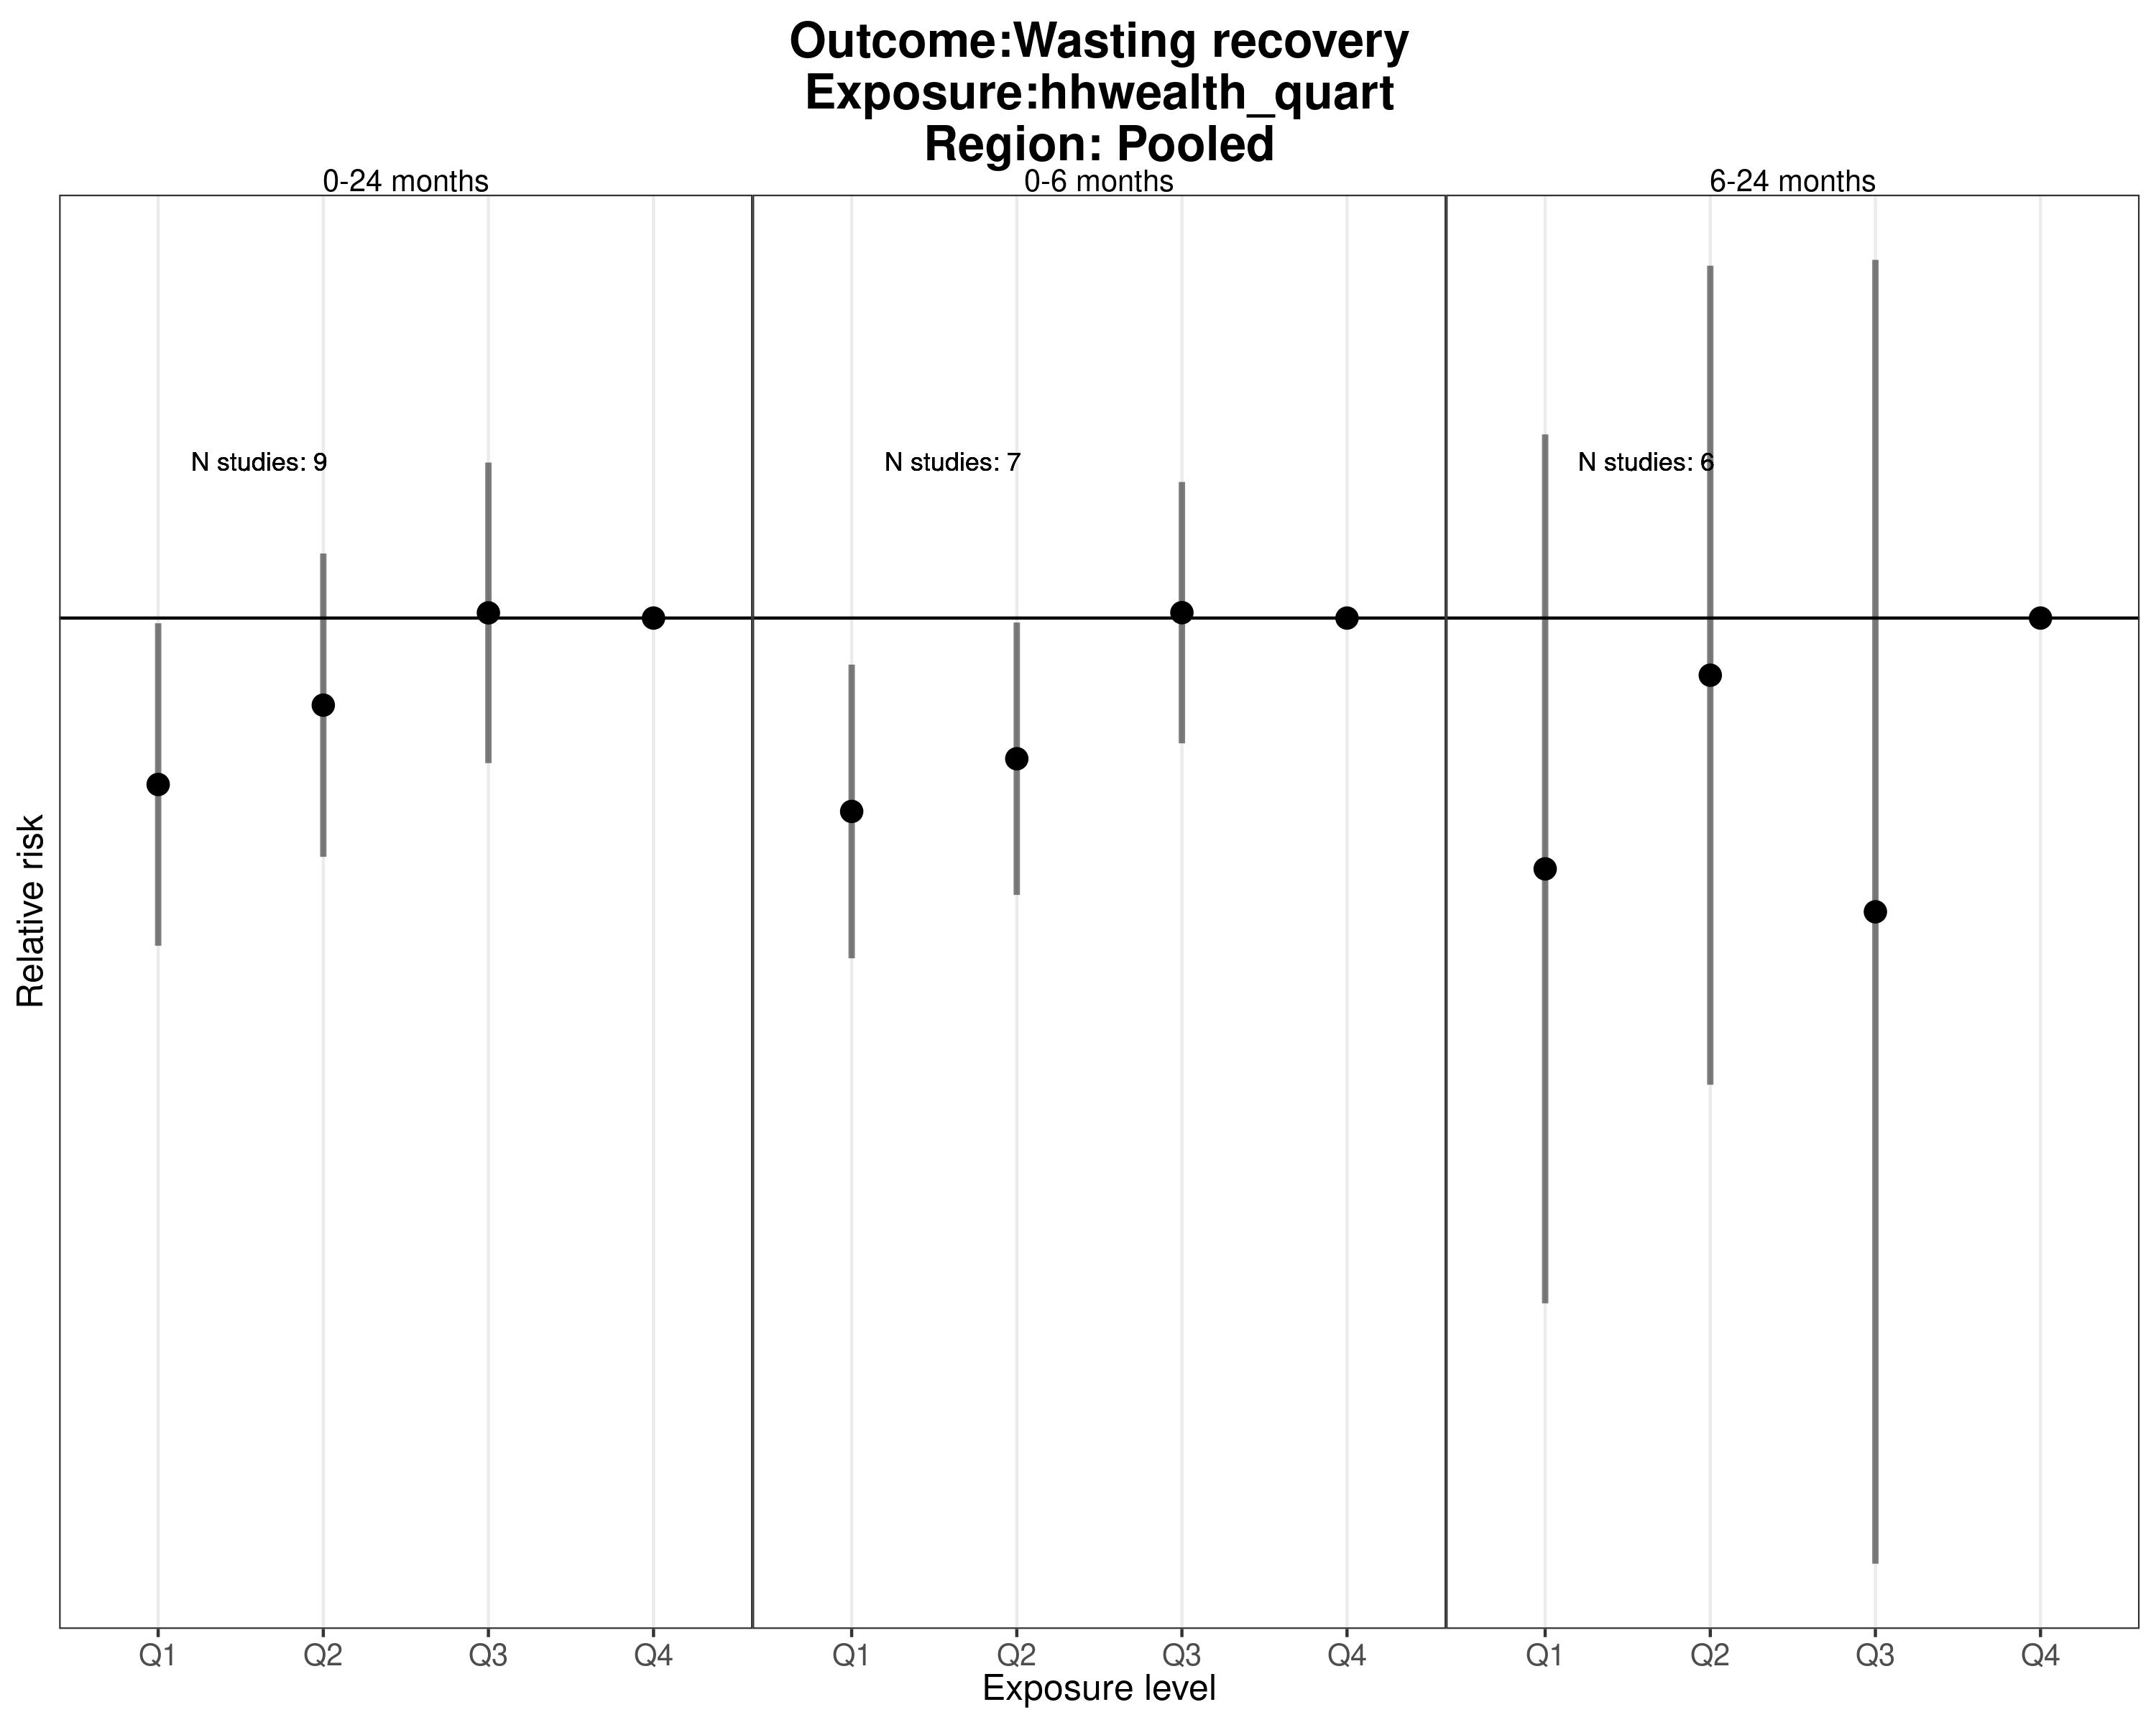 Outcome:Wasting recovery
Exposure:hhwealth_quart
Region: Pooled
0-24 months
0-6 months
6-24 months
N studies: 9
N studies: 7
N studies: 6
Relative risk
Q1 Q2 Q3 Q4 Q1 Q2 Q3 Q4 Q1 Q2 Q3 Q4
Exposure level